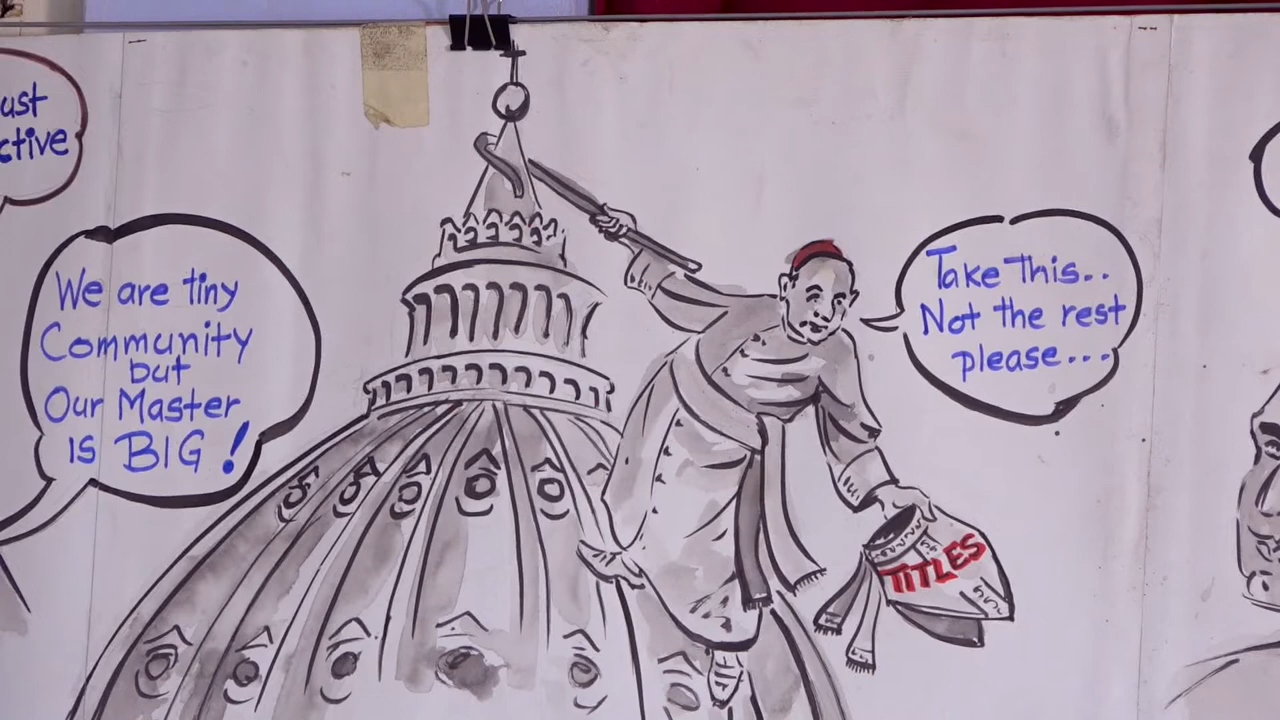 ust
ctive
We are tiny
Community
but
Our Master
is BIG !
Take This..
Not the rest
please...
TITLES